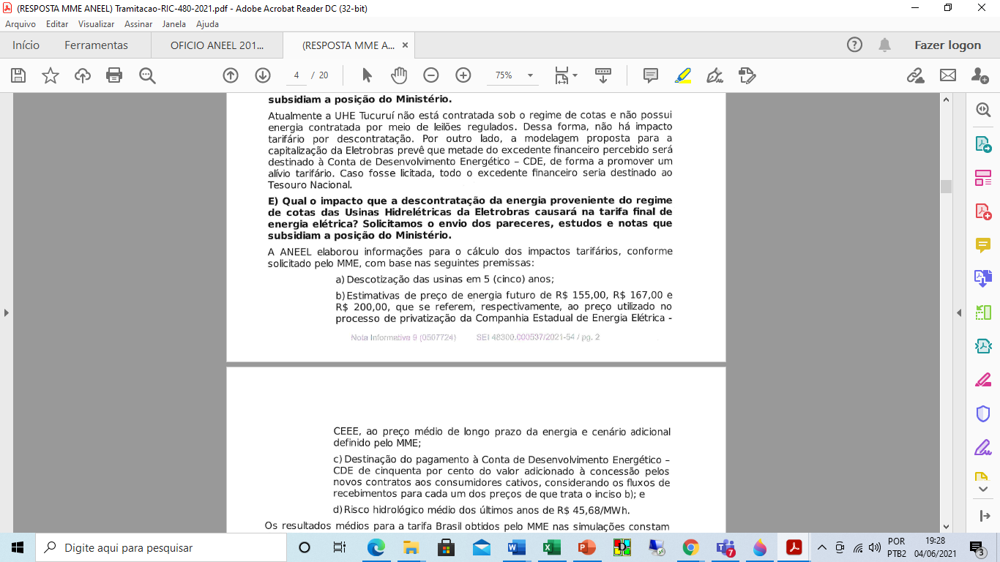 (RESPOSTA MME ANEEL) Tramitacao-RIC-480-2021.pdf - Adobe Acrobat Reader DC (32-bit)
Arquivo Editar Visualizar Assinar Janela Ajuda
Início Ferramentas OFICIO ANEEL 201... (RESPOSTA MME A... × Fazer logon
4 / 20 75%
subsidiam a posição do Ministério.
Atualmente a UHE Tucuruí não está contratada sob o regime de cotas e não possui
energia contratada por meio de leilões regulados. Dessa forma, não há impacto
tarifário por descontratação. Por outro lado, a modelagem proposta para a
capitalização da Eletrobras prevê que metade do excedente financeiro percebido será
destinado à Conta de Desenvolvimento Energético – CDE, de forma a promover um
alívio tarifário. Caso fosse licitada, todo o excedente financeiro seria destinado ao
Tesouro Nacional.
E) Qual o impacto que a descontratação da energia proveniente do regime
de cotas das Usinas Hidrelétricas da Eletrobras causará na tarifa final de
energia elétrica? Solicitamos o envio dos pareceres, estudos e notas que
subsidiam a posição do Ministério.
A ANEEL elaborou informações para o cálculo dos impactos tarifários, conforme
solicitado pelo MME, com base nas seguintes premissas:
a) Descotização das usinas em 5 (cinco) anos;
b) Estimativas de preço de energia futuro de R$ 155,00, R$ 167,00 e
R$ 200,00, que se referem, respectivamente, ao preço utilizado no
processo de privatização da Companhia Estadual de Energia Elétrica -
Nota Informativa 9 (0507724) SEI 48300.000537/2021-54 / pg. 2
CEEE, ao preço médio de longo prazo da energia e cenário adicional
definido pelo MME;
c) Destinação do pagamento à Conta de Desenvolvimento Energético –
CDE de cinquenta por cento do valor adicionado à concessão pelos
novos contratos aos consumidores cativos, considerando os fluxos de
recebimentos para cada um dos preços de que trata o inciso b); e
d) Risco hidrológico médio dos últimos anos de R$ 45,68/MWh.
Os resultados médios para a tarifa Brasil obtidos pelo MME nas simulações constam
Digite aqui para pesquisar
7
POR
PTB2
19:28
04/06/2021
3